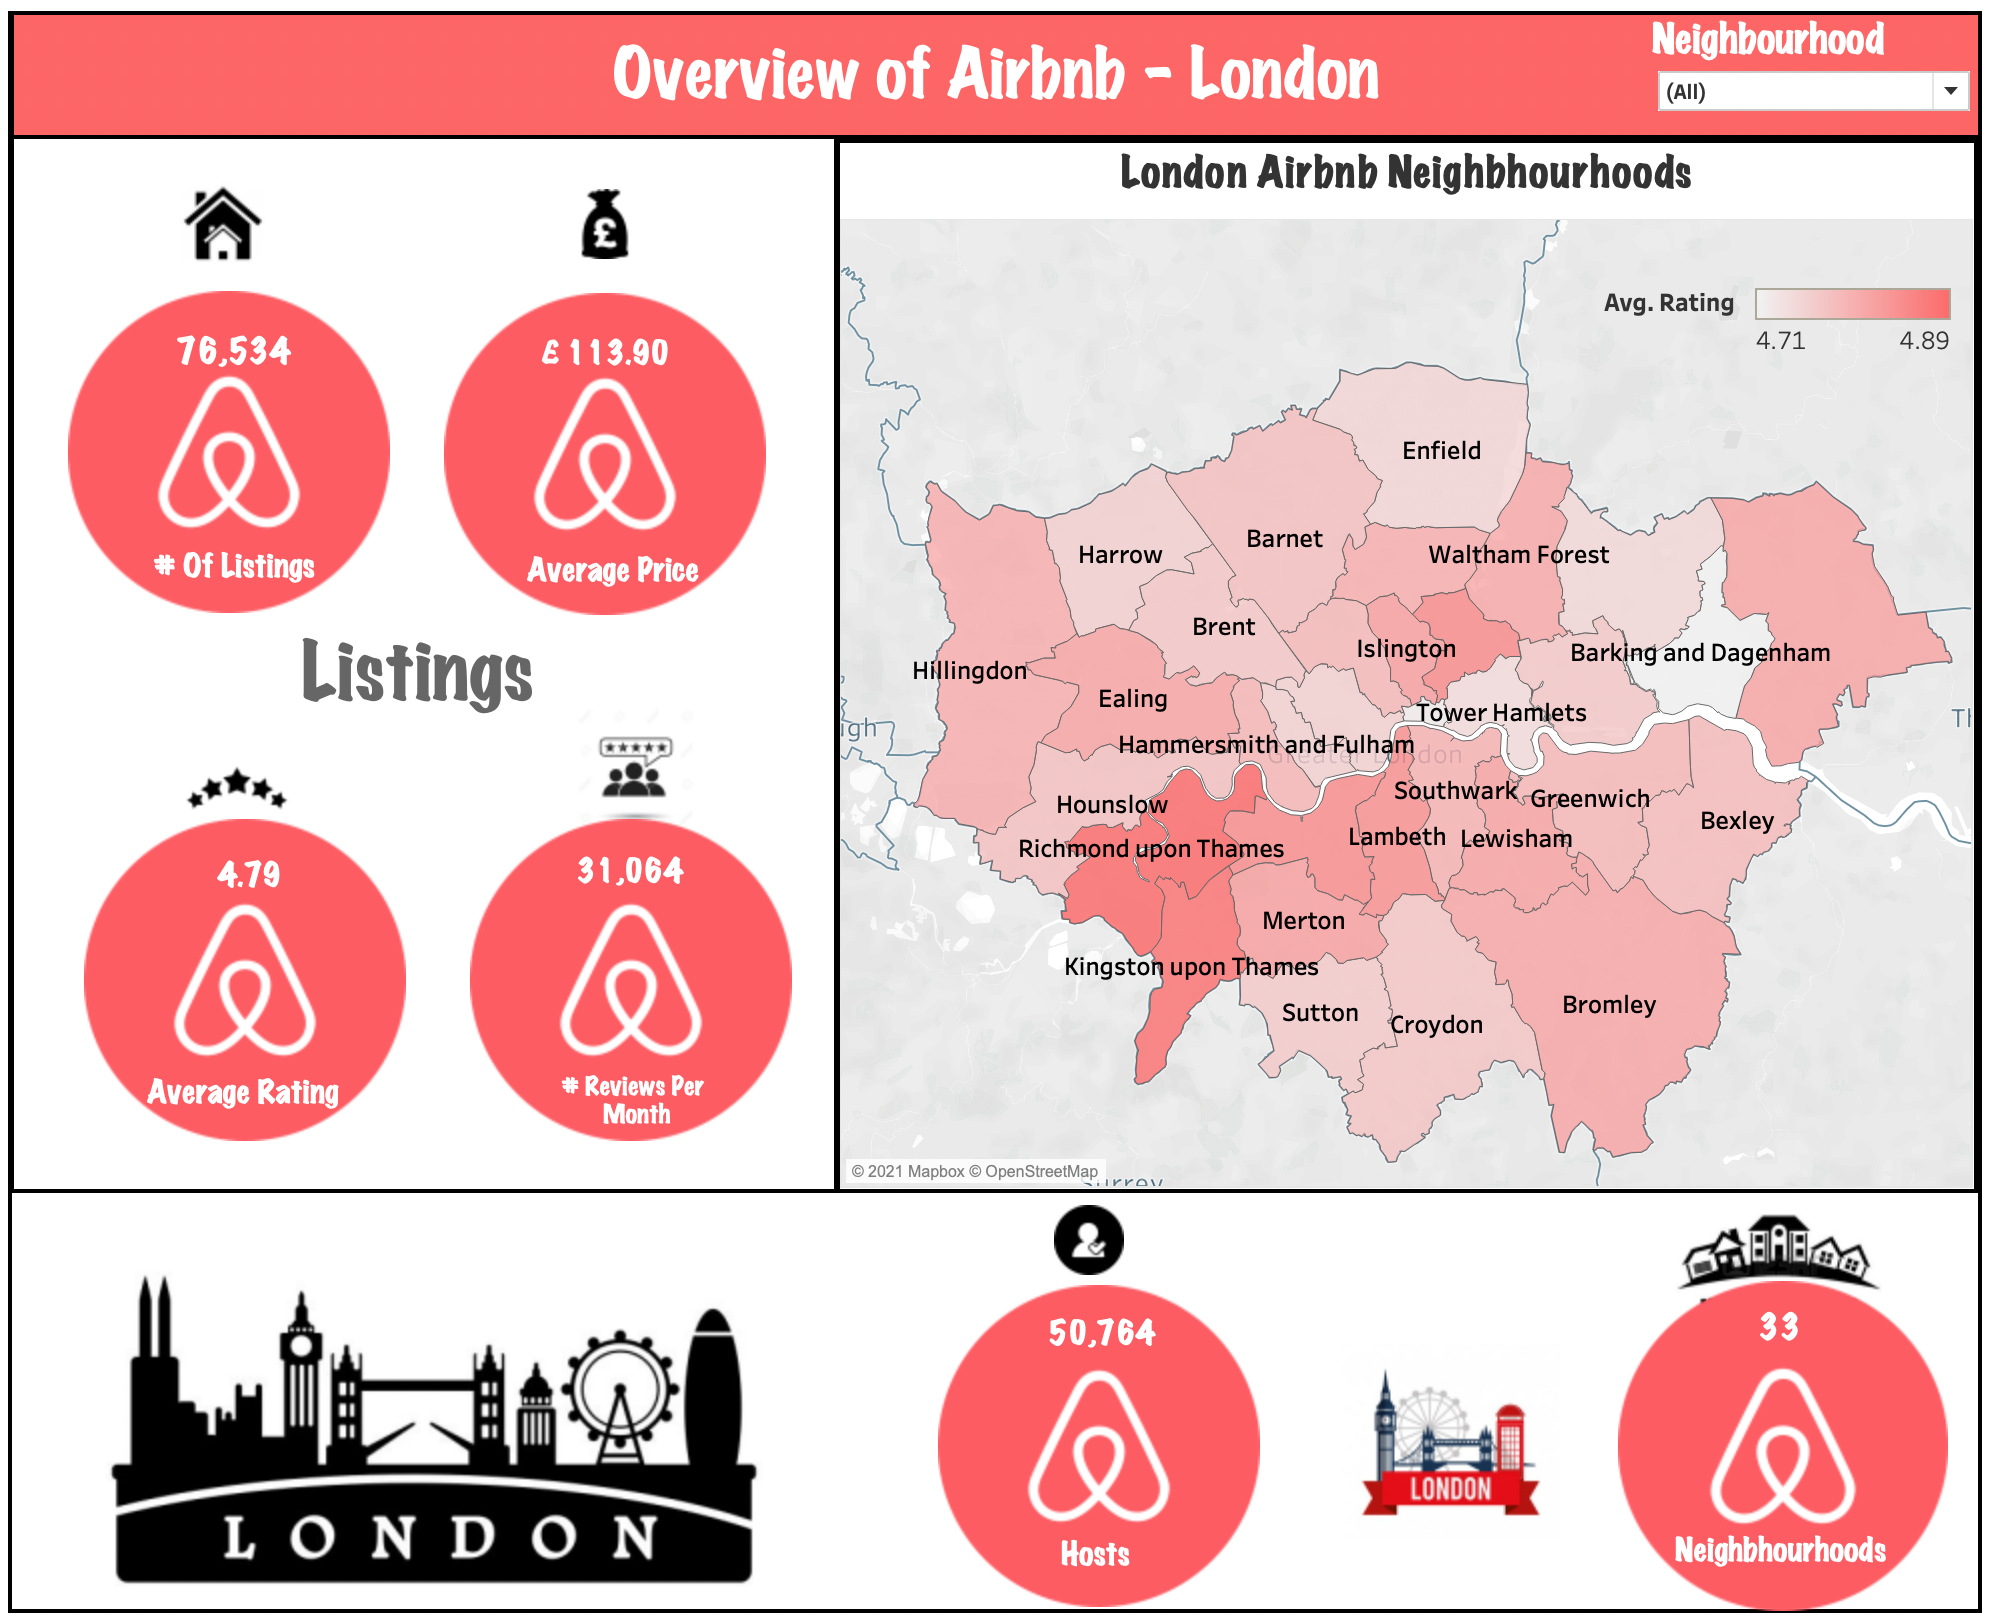 Overview of Airbnb - London
Neighbourhood
(All)
76,534
# Of Listings
£ 113.90
£
Average Price
Listings
4.79
Average Rating
31,064
# Reviews Per
Month
London Airbnb Neighbhourhoods
Avg. Rating
4.71
4.89
Enfield
Barnet
Harrow
Waltham Forest
Brent
Islington
Barking and Dagenham
Hillingdon
Ealing
Tower Hamlets
Hammersmith and Fulham
Greater London
Southwark
Greenwich
Hounslow
Bexley
Lambeth
Lewisham
Richmond upon Thames
Merton
Kingston upon Thames
Sutton
Croydon
Bromley
© 2021 Mapbox © OpenStreetMap
Surrey
LONDON
50,764
Hosts
LONDON
33
Neighbhourhoods